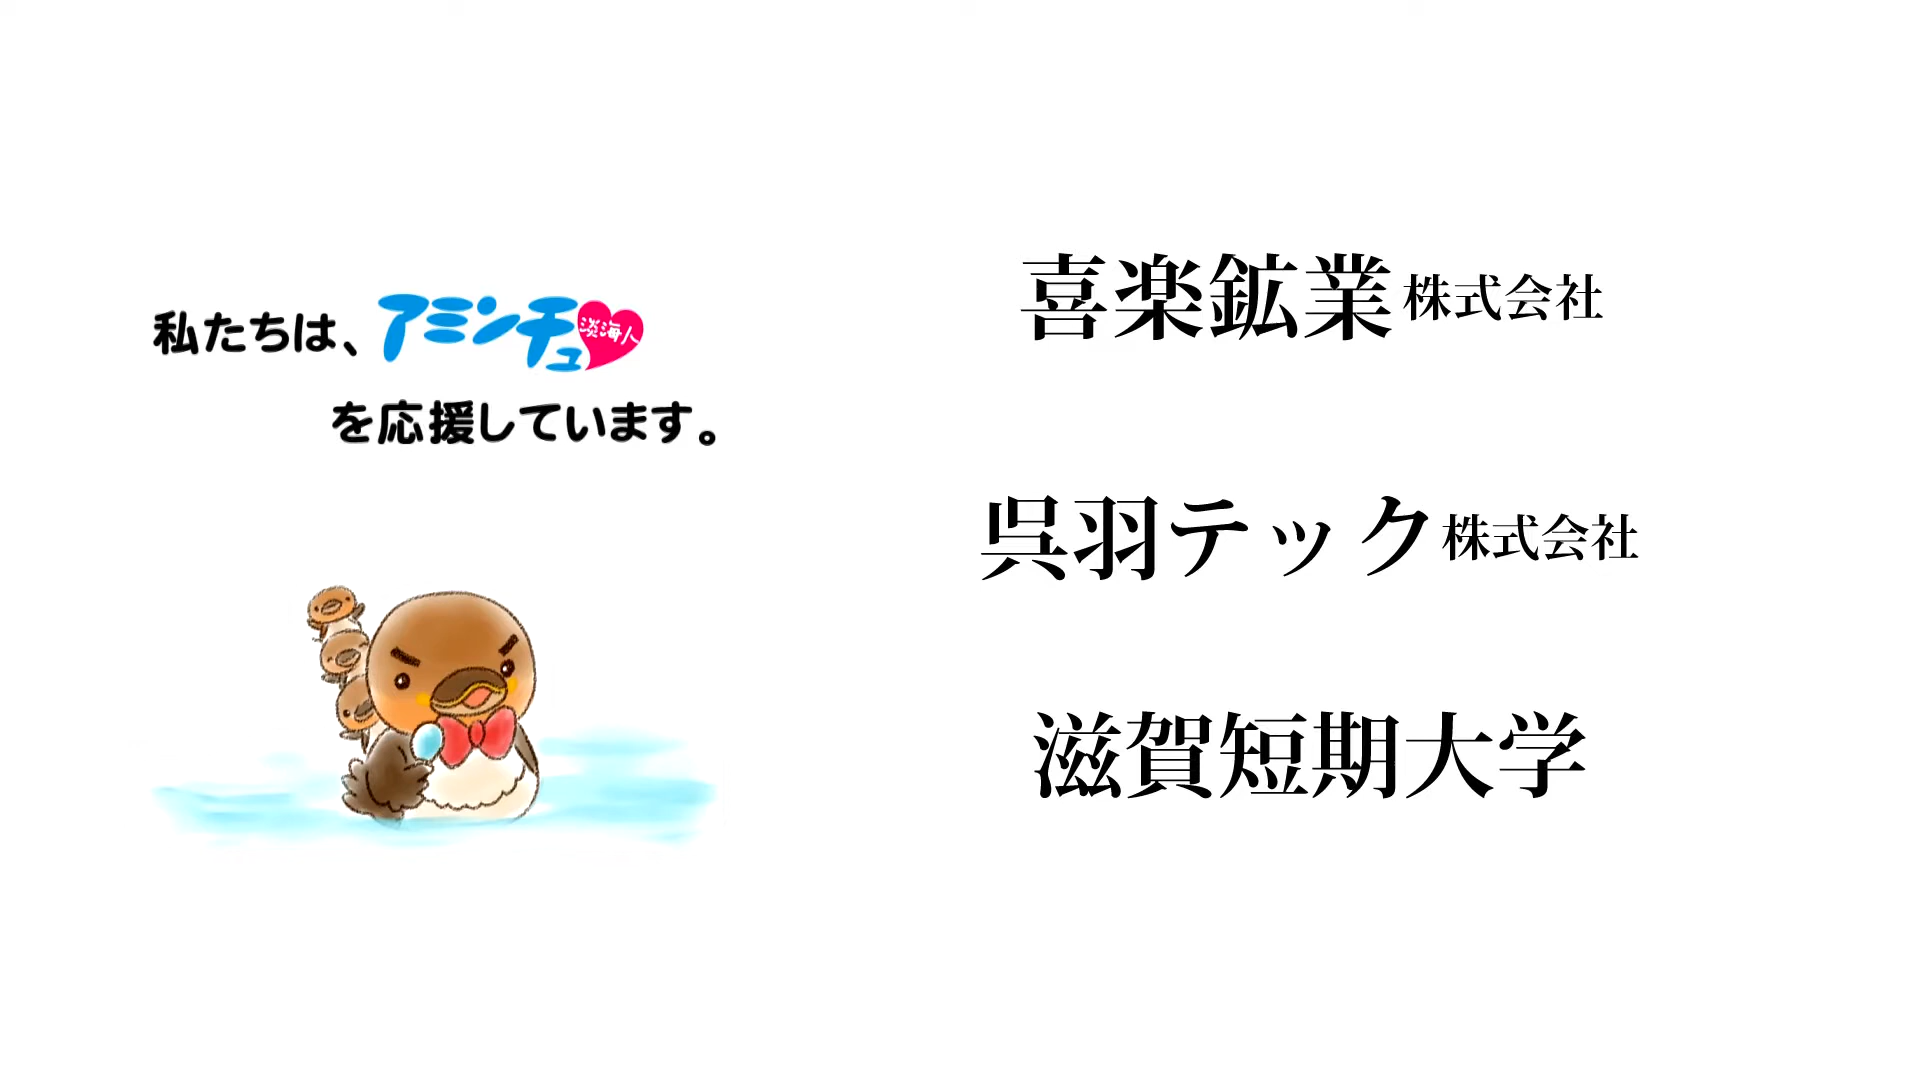 私たちは、アミンチュ淡海人
を応援しています。
喜楽鉱業株式会社
呉羽テック株式会社
滋賀短期大学